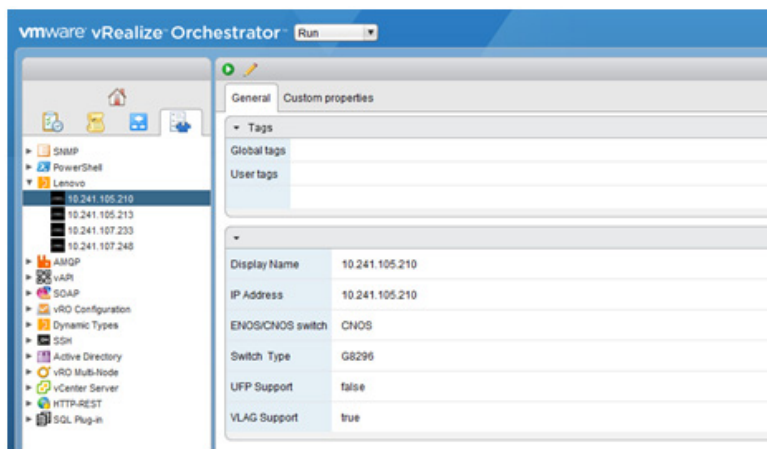 vmware vRealize Orchestrator Run
General Custom properties
Tags
Global tags
User tags
SNMP
PowerShell
Lenovo
10.241.105.210
10.241.105.213
10.241.107.233
10.241.107.248
AMQP
vAPI
SOAP
vRO Configuration
Dynamic Types
SSH
Active Directory
vRO Multi-Node
vCenter Server
HTTP-REST
SQL Plug-in
Display Name 10.241.105.210
IP Address 10.241.105.210
ENOS/CNOS switch CNOS
Switch Type G8296
UFP Support false
VLAG Support true